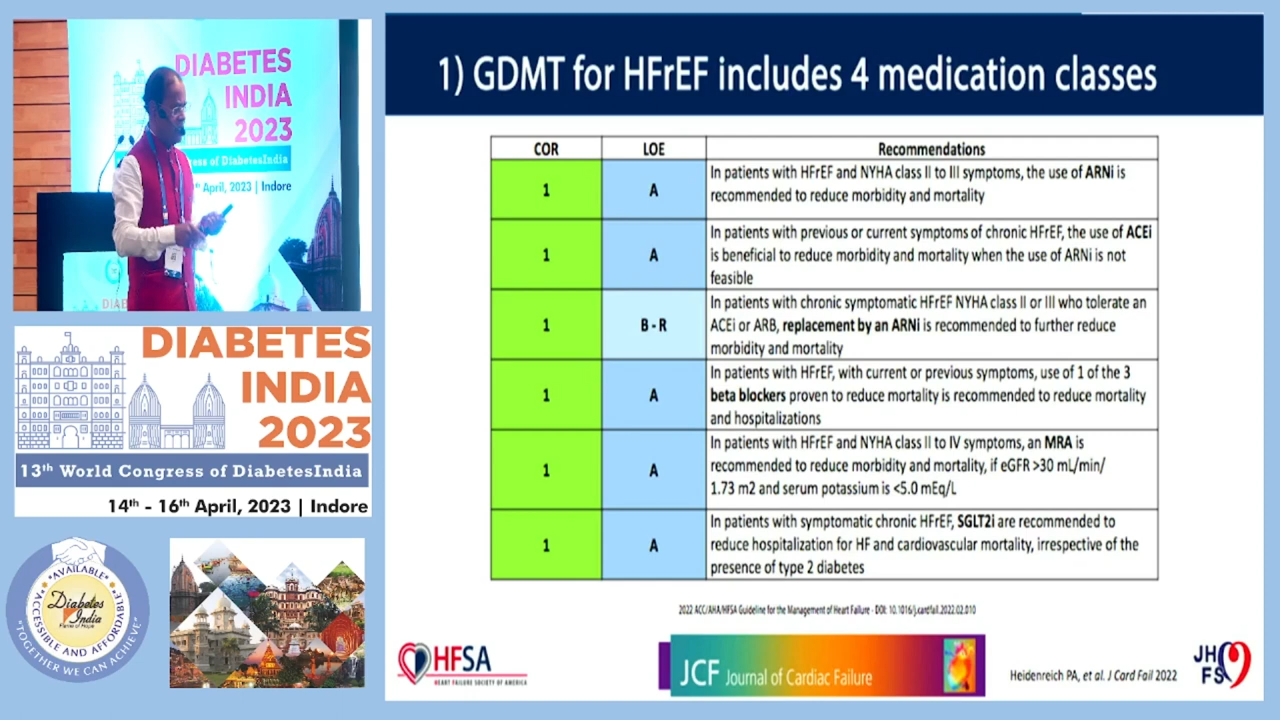 DIABETES
INDIA
2023
ess of DiabetesIndia
April, 2023 | Indore
DIAB
DIABETES
INDIA
2023
13th World Congress of DiabetesIndia
14th - 16th April, 2023 | Indore
"AVAILABLE"
"ACCESSIBLE AND AFFORDABLE"
Diabetes
India
"TOGETHER WE CAN ACHIEVE"
1) GDMT for HFrEF includes 4 medication classes
COR LOE Recommendations
1 A In patients with HFrEF and NYHA class II to III symptoms, the use of ARNi is
recommended to reduce morbidity and mortality
1 A In patients with previous or current symptoms of chronic HFrEF, the use of ACEi
is beneficial to reduce morbidity and mortality when the use of ARNi is not
feasible
1 B - R In patients with chronic symptomatic HFrEF NYHA class II or III who tolerate an
ACEi or ARB, replacement by an ARNi is recommended to further reduce
morbidity and mortality
1 A In patients with HFrEF, with current or previous symptoms, use of 1 of the 3
beta blockers proven to reduce mortality is recommended to reduce mortality
and hospitalizations
1 A In patients with HFrEF and NYHA class II to IV symptoms, an MRA is
recommended to reduce morbidity and mortality, if eGFR >30 mL/min/
1.73 m2 and serum potassium is <5.0 mEq/L
1 A In patients with symptomatic chronic HFrEF, SGLT2i are recommended to
reduce hospitalization for HF and cardiovascular mortality, irrespective of the
presence of type 2 diabetes
2022 ACC/AHA/HFSA Guideline for the Management of Heart Failure - DOI: 10.1016/j.cardfail.2022.02.010
HFSA
HEART FAILURE SOCIETY OF AMERICA
JCF Journal of Cardiac Failure
Heidenreich PA, et al. J Card Fail 2022
JH
FS